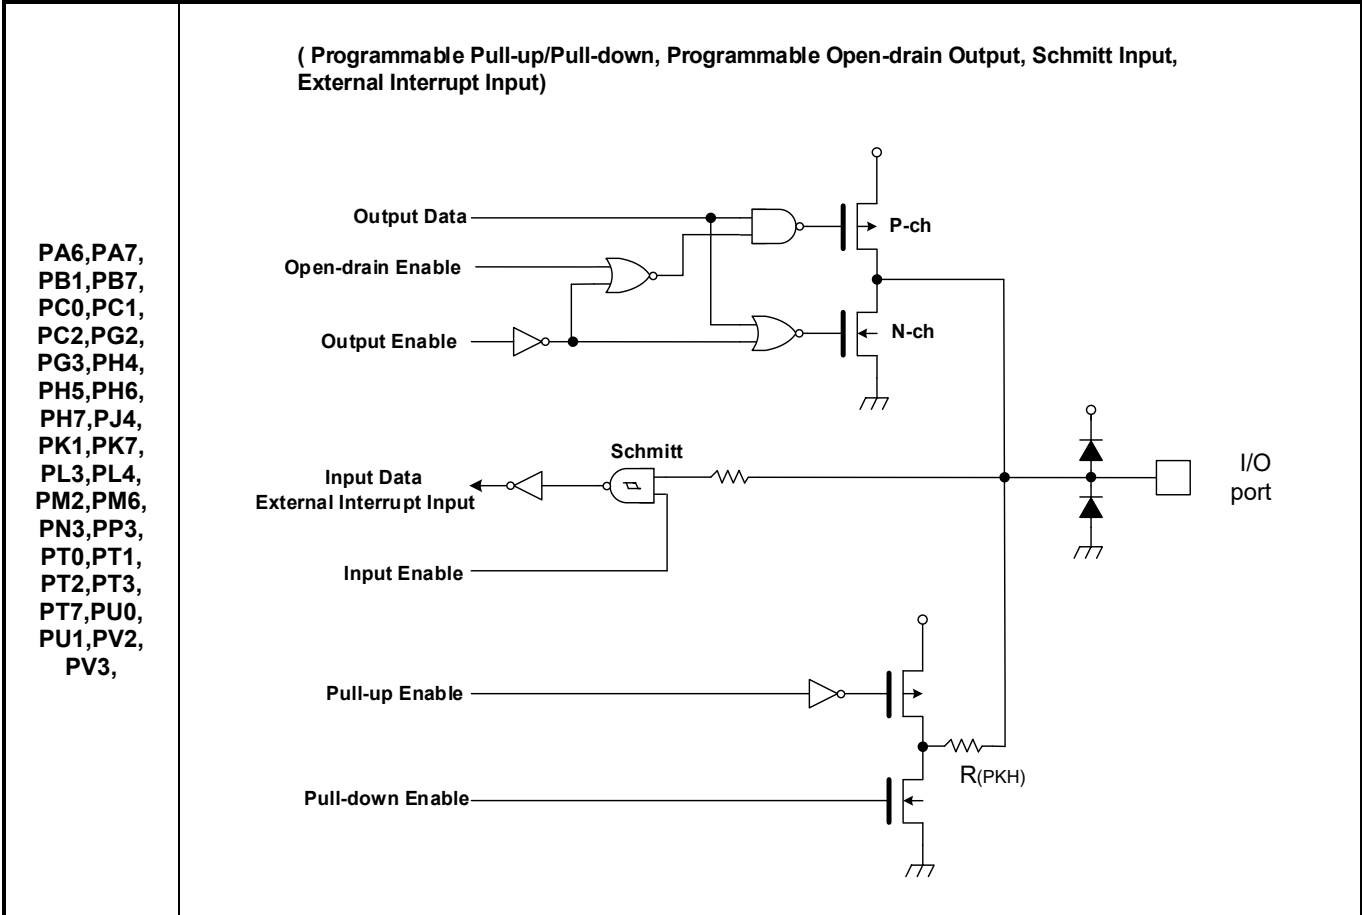 ( Programmable Pull-up/Pull-down, Programmable Open-drain Output, Schmitt Input,
External Interrupt Input)
PA6,PA7,
PB1,PB7,
PC0,PC1,
PC2,PG2,
PG3,PH4,
PH5,PH6,
PH7,PJ4,
PK1,PK7,
PL3,PL4,
PM2,PM6,
PN3,PP3,
PT0,PT1,
PT2,PT3,
PT7,PU0,
PU1,PV2,
PV3,
Output Data
P-ch
Open-drain Enable
Output Enable
N-ch
Schmitt
Input Data
External Interrupt Input
I/O
port
Input Enable
Pull-up Enable
R(PKH)
Pull-down Enable